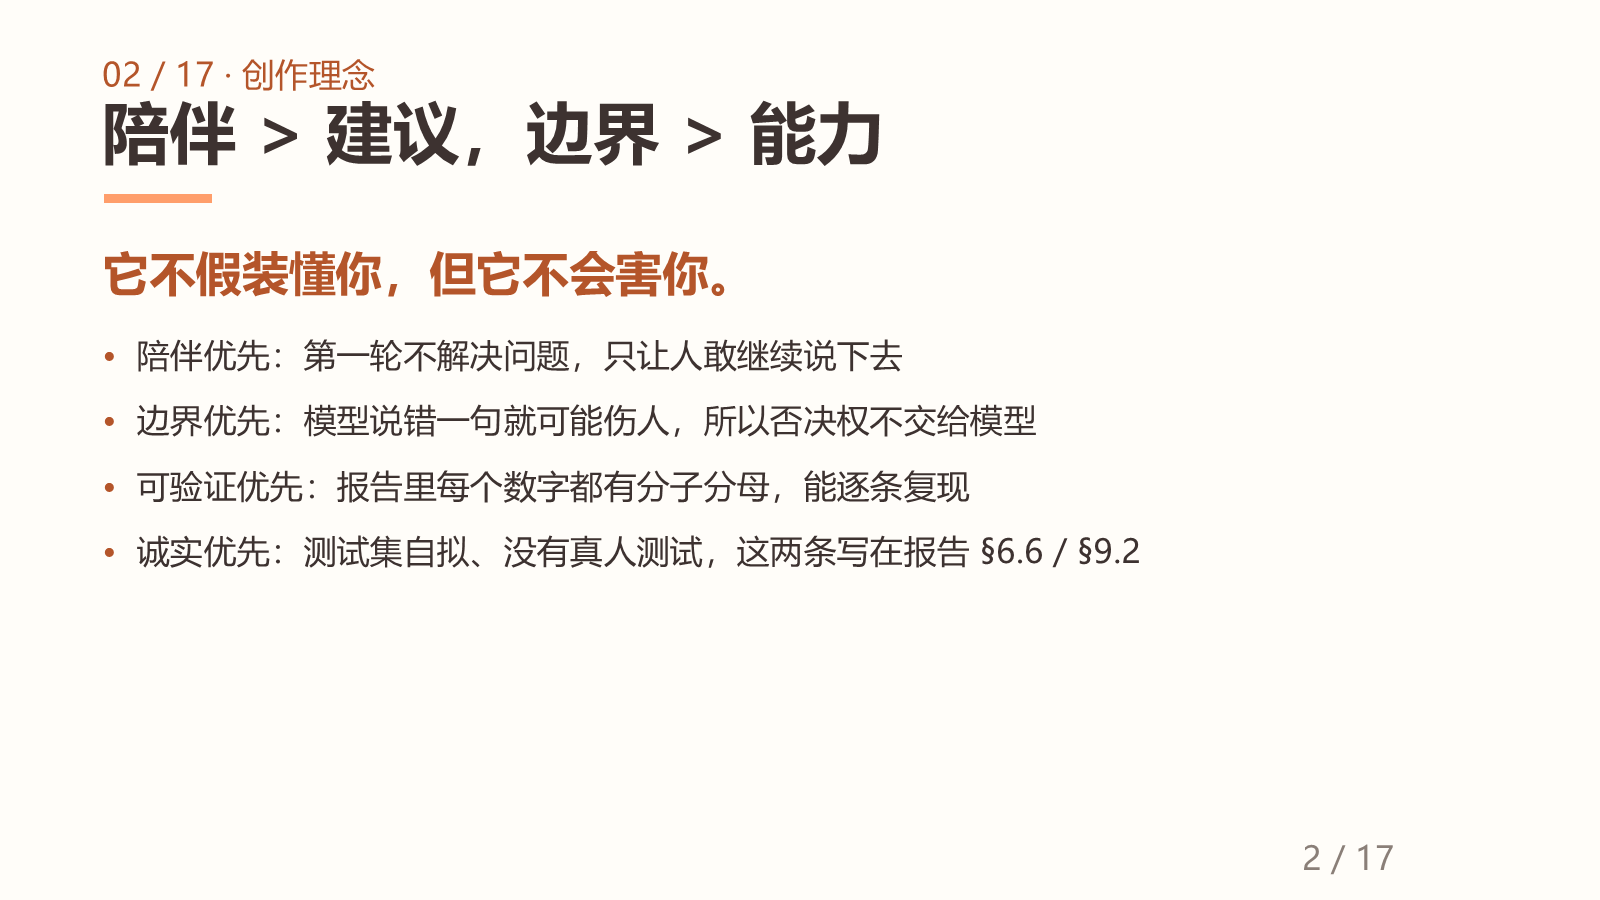 02 / 17 · 创作理念
陪伴 > 建议，边界 > 能力
它不假装懂你，但它不会害你。
• 陪伴优先：第一轮不解决问题，只让人敢继续说下去
• 边界优先：模型说错一句就可能伤人，所以否决权不交给模型
• 可验证优先：报告里每个数字都有分子分母，能逐条复现
• 诚实优先：测试集自拟、没有真人测试，这两条写在报告 §6.6 / §9.2
2 / 17